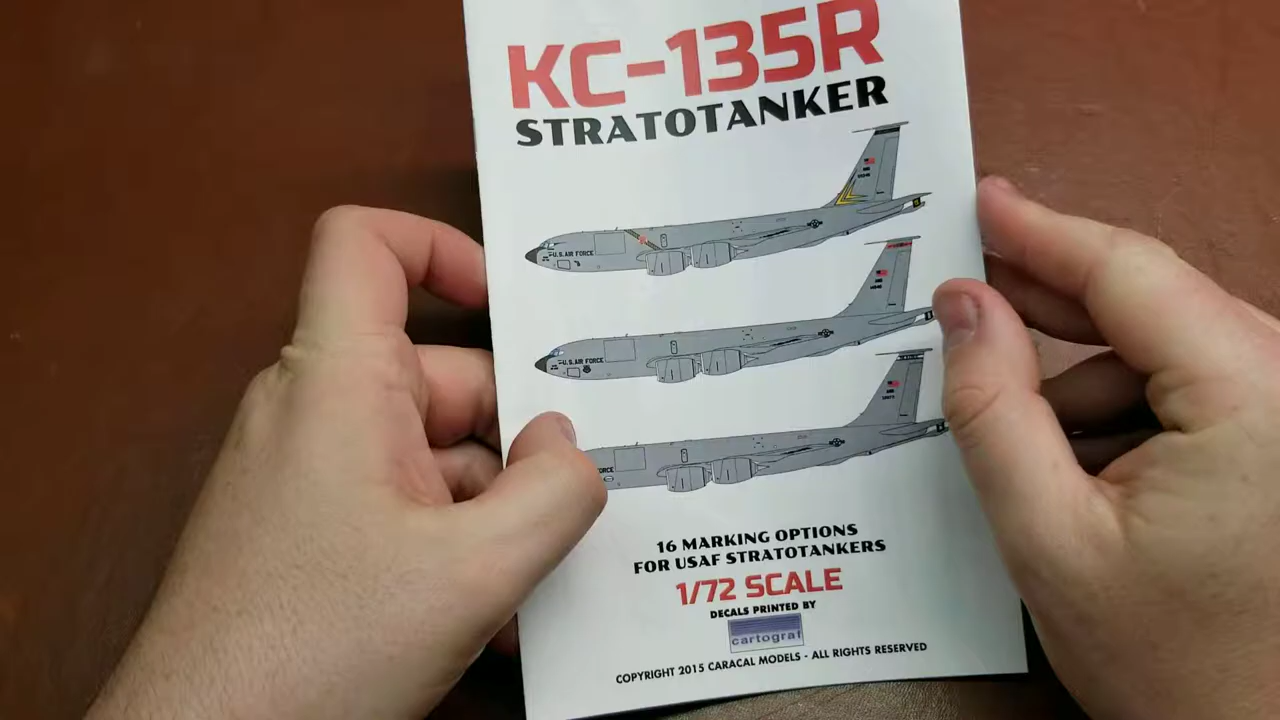 KC-135R
STRATOTANKER
U.S. AIR FORCE
U.S. AIR FORCE
FORCE
16 MARKING OPTIONS
FOR USAF STRATOTANKERS
1/72 SCALE
DECALS PRINTED BY
cartograf
COPYRIGHT 2015 CARACAL MODELS - ALL RIGHTS RESERVED